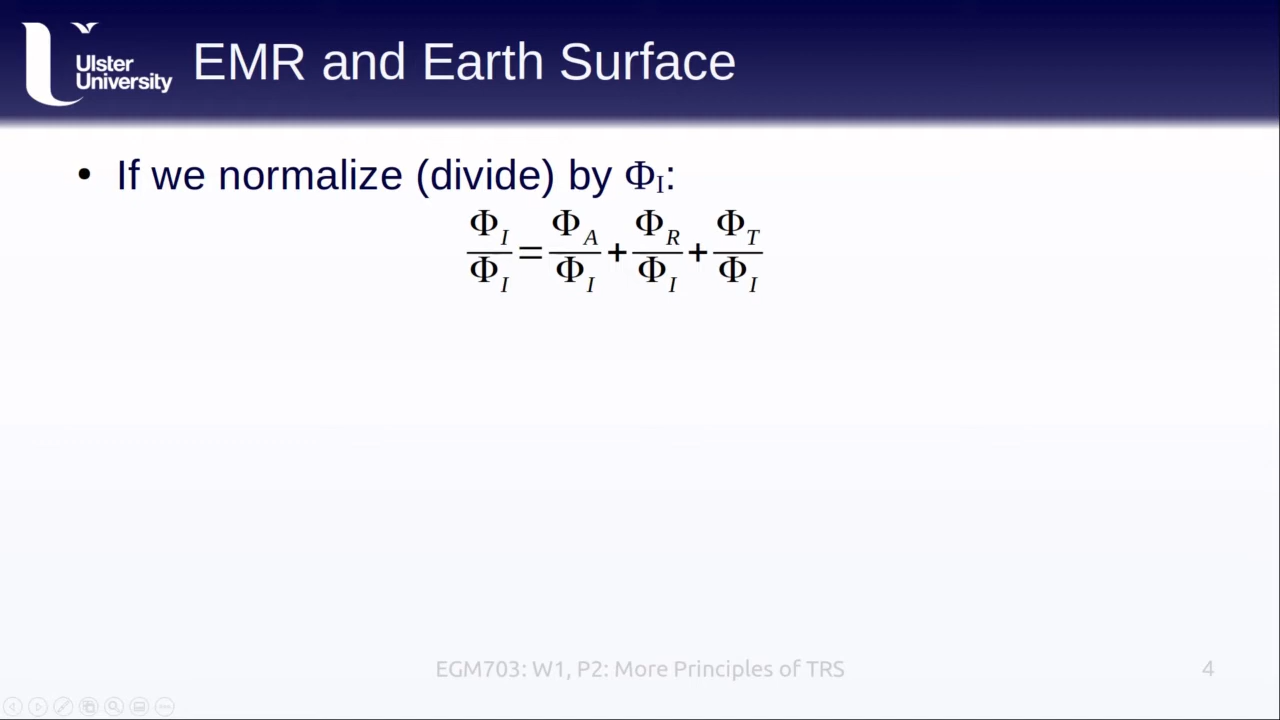 Ulster
University
EMR and Earth Surface
• If we normalize (divide) by Φ_I:
Φ_I/Φ_I = Φ_A/Φ_I + Φ_R/Φ_I + Φ_T/Φ_I
EGM703: W1, P2: More Principles of TRS
4